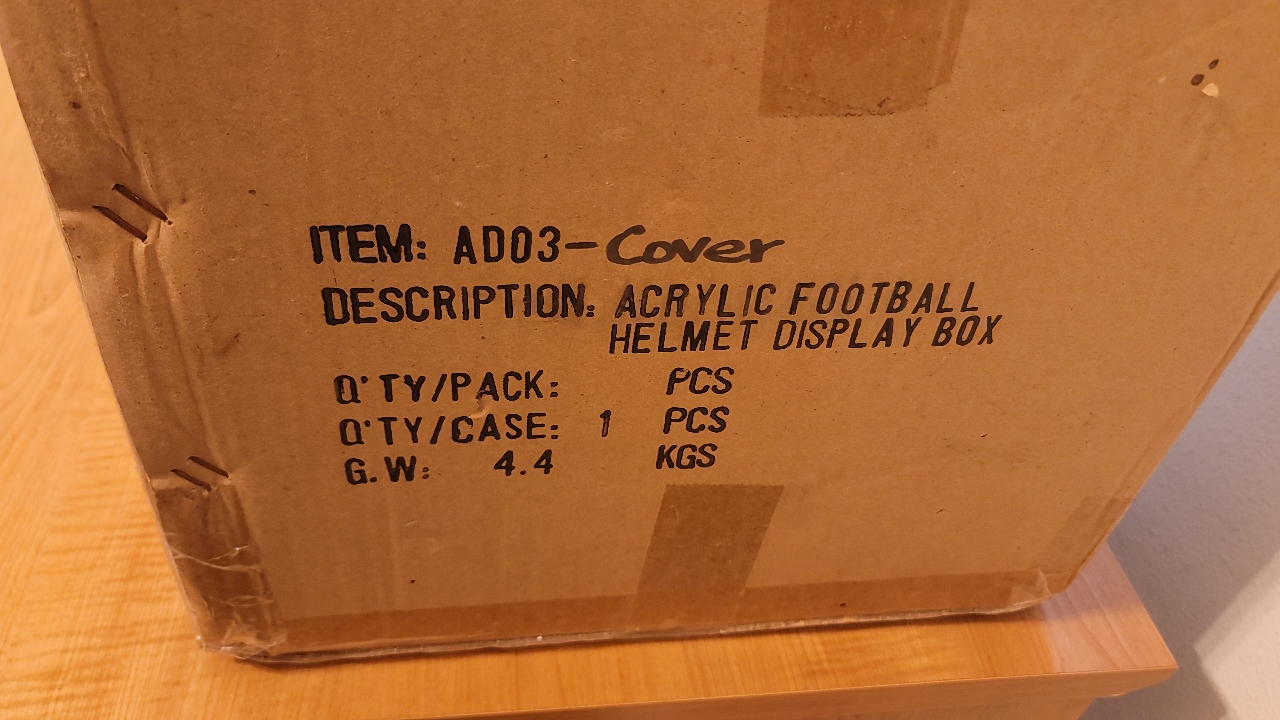 ITEM: AD03-Cover
DESCRIPTION: ACRYLIC FOOTBALL
HELMET DISPLAY BOX
Q'TY/PACK: PCS
Q'TY/CASE: 1 PCS
G.W: 4.4 KGS